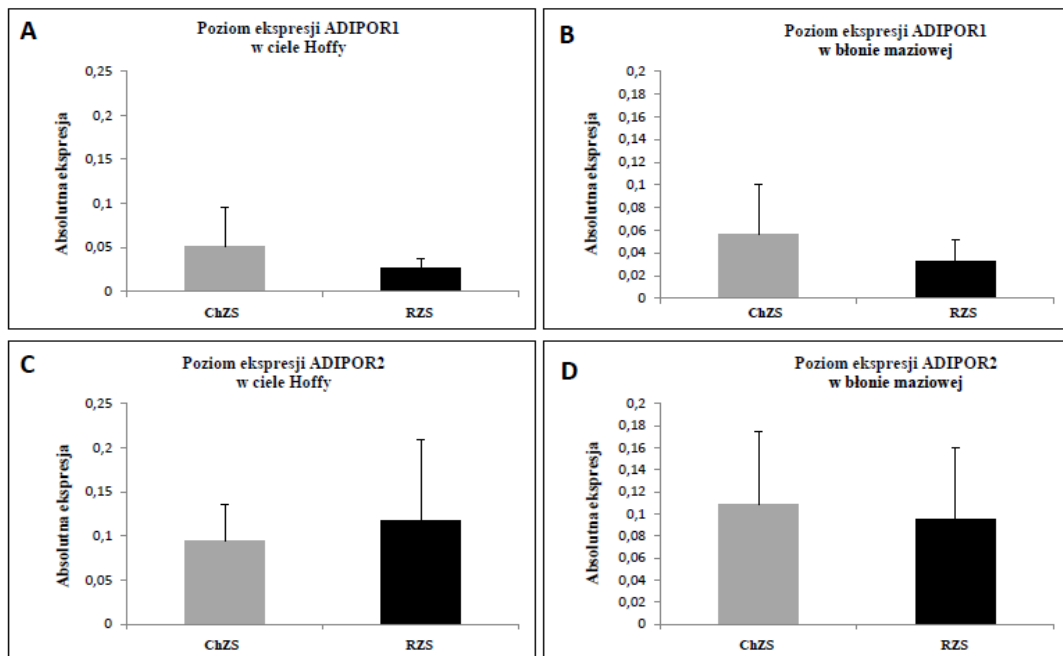 A
Poziom ekspresji ADIPOR1
w ciele Hoffy
Absolutna ekspresja
0,25
0,2
0,15
0,1
0,05
0
ChZS
RZS
B
Poziom ekspresji ADIPOR1
w błonie maziowej
Absolutna ekspresja
0,2
0,18
0,16
0,14
0,12
0,1
0,08
0,06
0,04
0,02
0
ChZS
RZS
C
Poziom ekspresji ADIPOR2
w ciele Hoffy
Absolutna ekspresja
0,25
0,2
0,15
0,1
0,05
0
ChZS
RZS
D
Poziom ekspresji ADIPOR2
w błonie maziowej
Absolutna ekspresja
0,2
0,18
0,16
0,14
0,12
0,1
0,08
0,06
0,04
0,02
0
ChZS
RZS